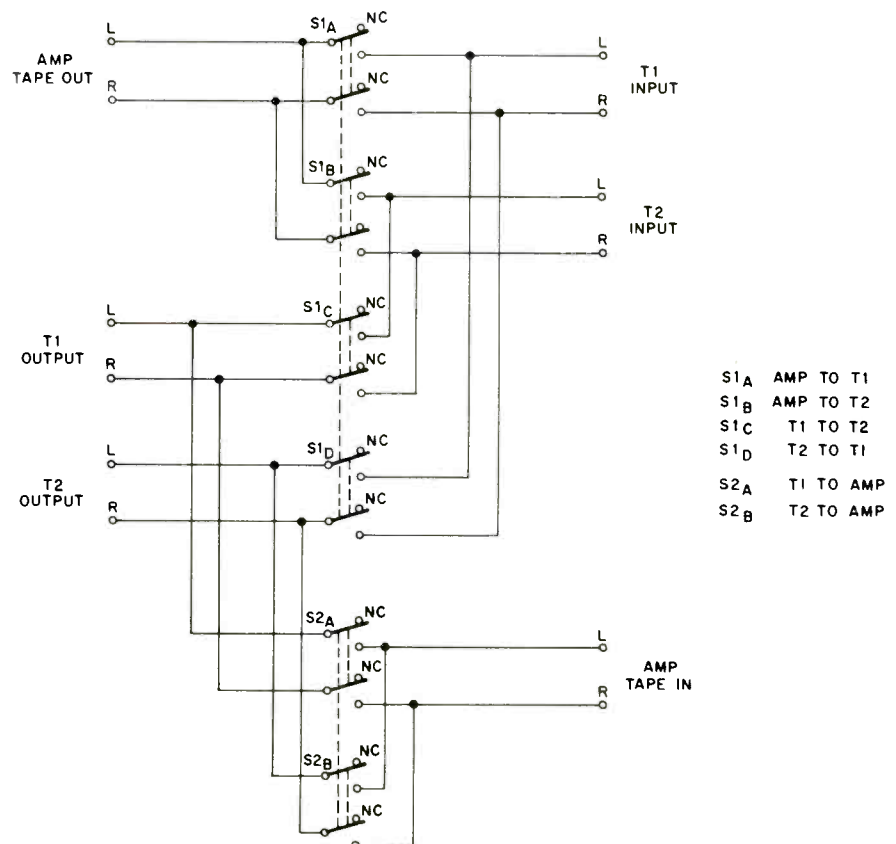 S1A NC
L
AMP
TAPE OUT
R
NC
L
T1
INPUT
R
S1B NC
L
T2
INPUT
R
L
T1
OUTPUT
R
S1C NC
NC
L
T2
OUTPUT
R
S1D NC
NC
S1A AMP TO T1
S1B AMP TO T2
S1C T1 TO T2
S1D T2 TO T1
S2A T1 TO AMP
S2B T2 TO AMP
S2A NC
NC
L
AMP
TAPE IN
R
S2B NC
NC